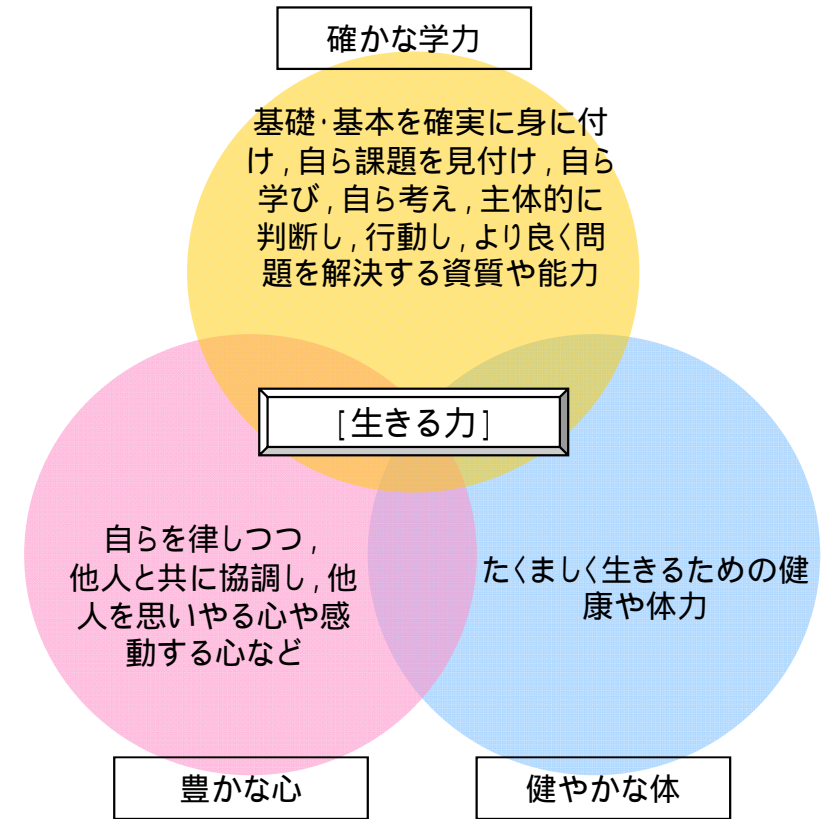 確かな学力
基礎・基本を確実に身に付
け,自ら課題を見付け,自ら
学び,自ら考え,主体的に
判断し,行動し,より良く問
題を解決する資質や能力
[生きる力]
自らを律しつつ,
他人と共に協調し,他
人を思いやる心や感
動する心など
たくましく生きるための健
康や体力
豊かな心
健やかな体